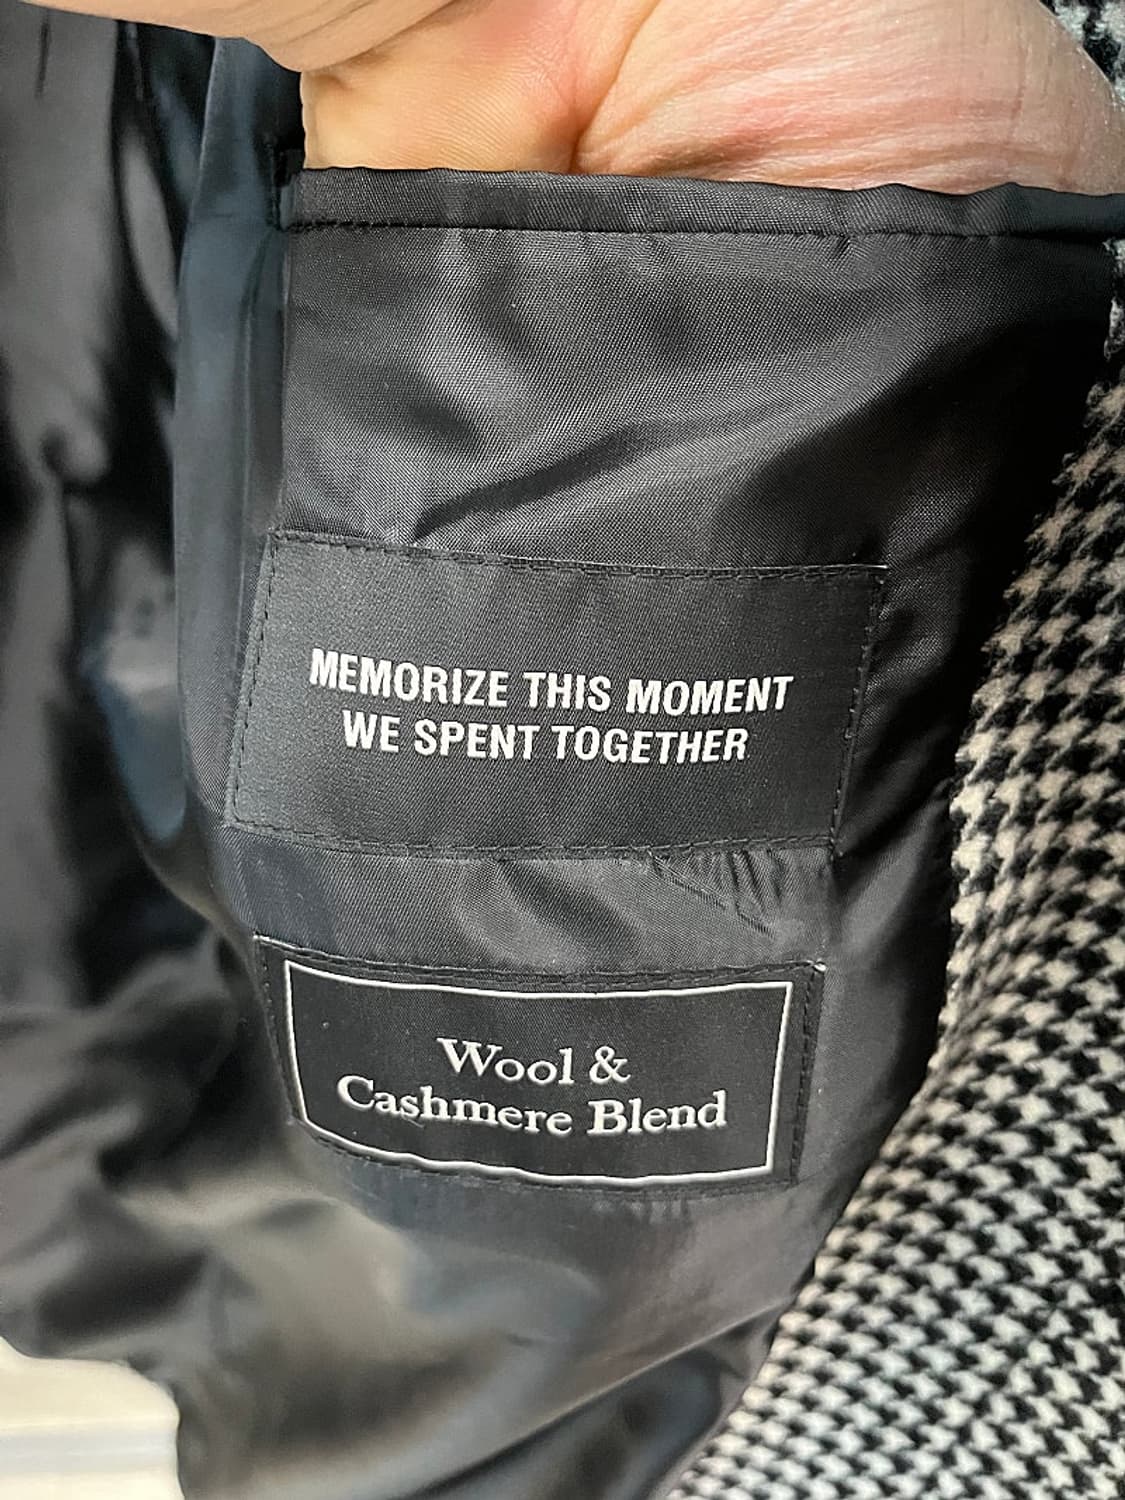 MEMORIZE THIS MOMENT
WE SPENT TOGETHER
Wool &
Cashmere Blend